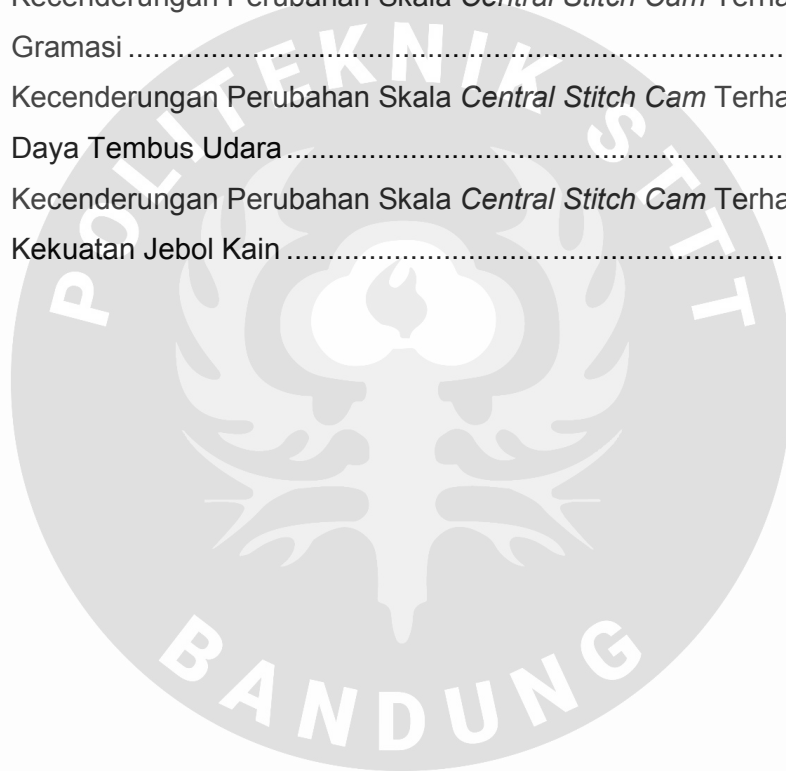 Kecenderungan Perubahan Skala Central Stitch Cam Terha
Gramasi ........................................................................
Kecenderungan Perubahan Skala Central Stitch Cam Terha
Daya Tembus Udara ......................................................
Kecenderungan Perubahan Skala Central Stitch Cam Terha
Kekuatan Jebol Kain ......................................................
POLITEKNIK STTT
BANDUNG